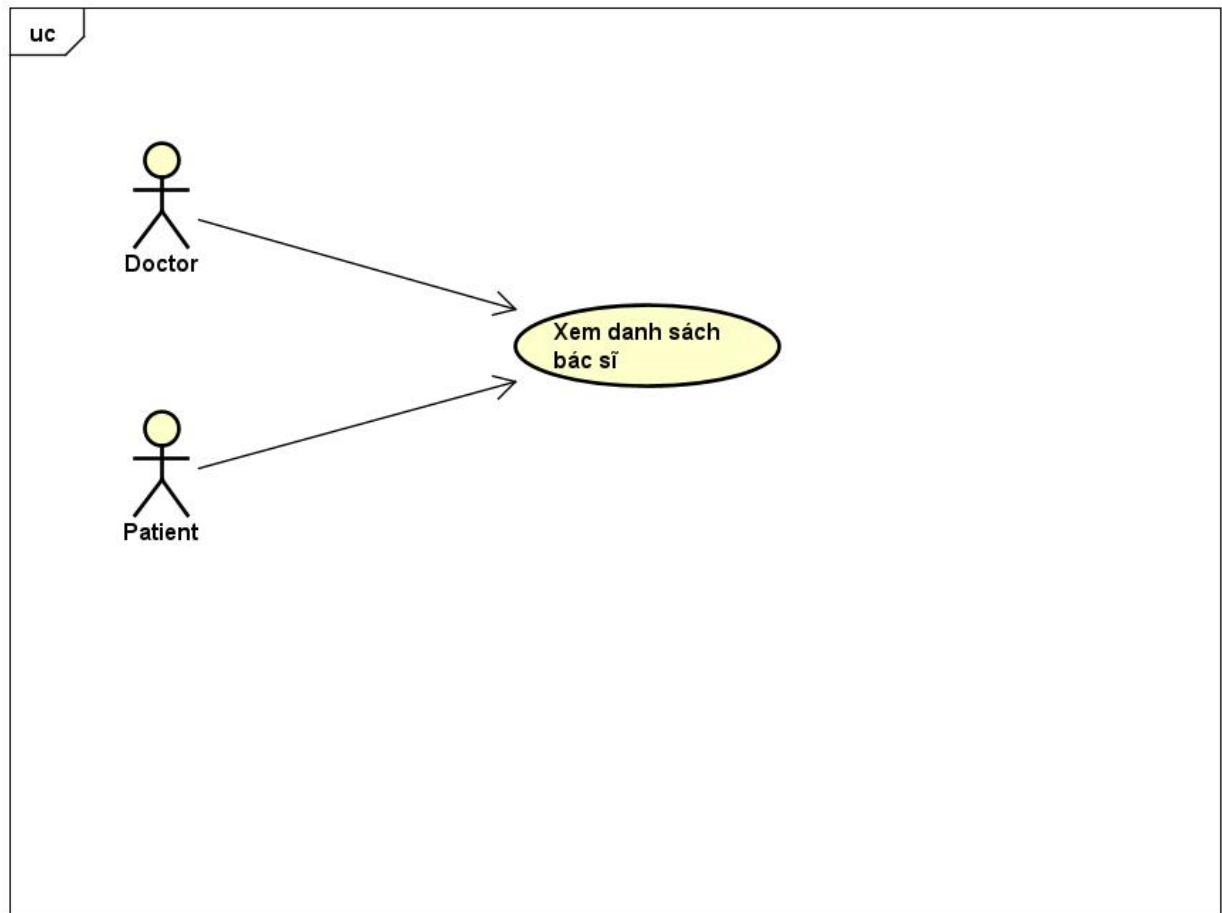 uc
Doctor
Xem danh sách
bác sĩ
Patient